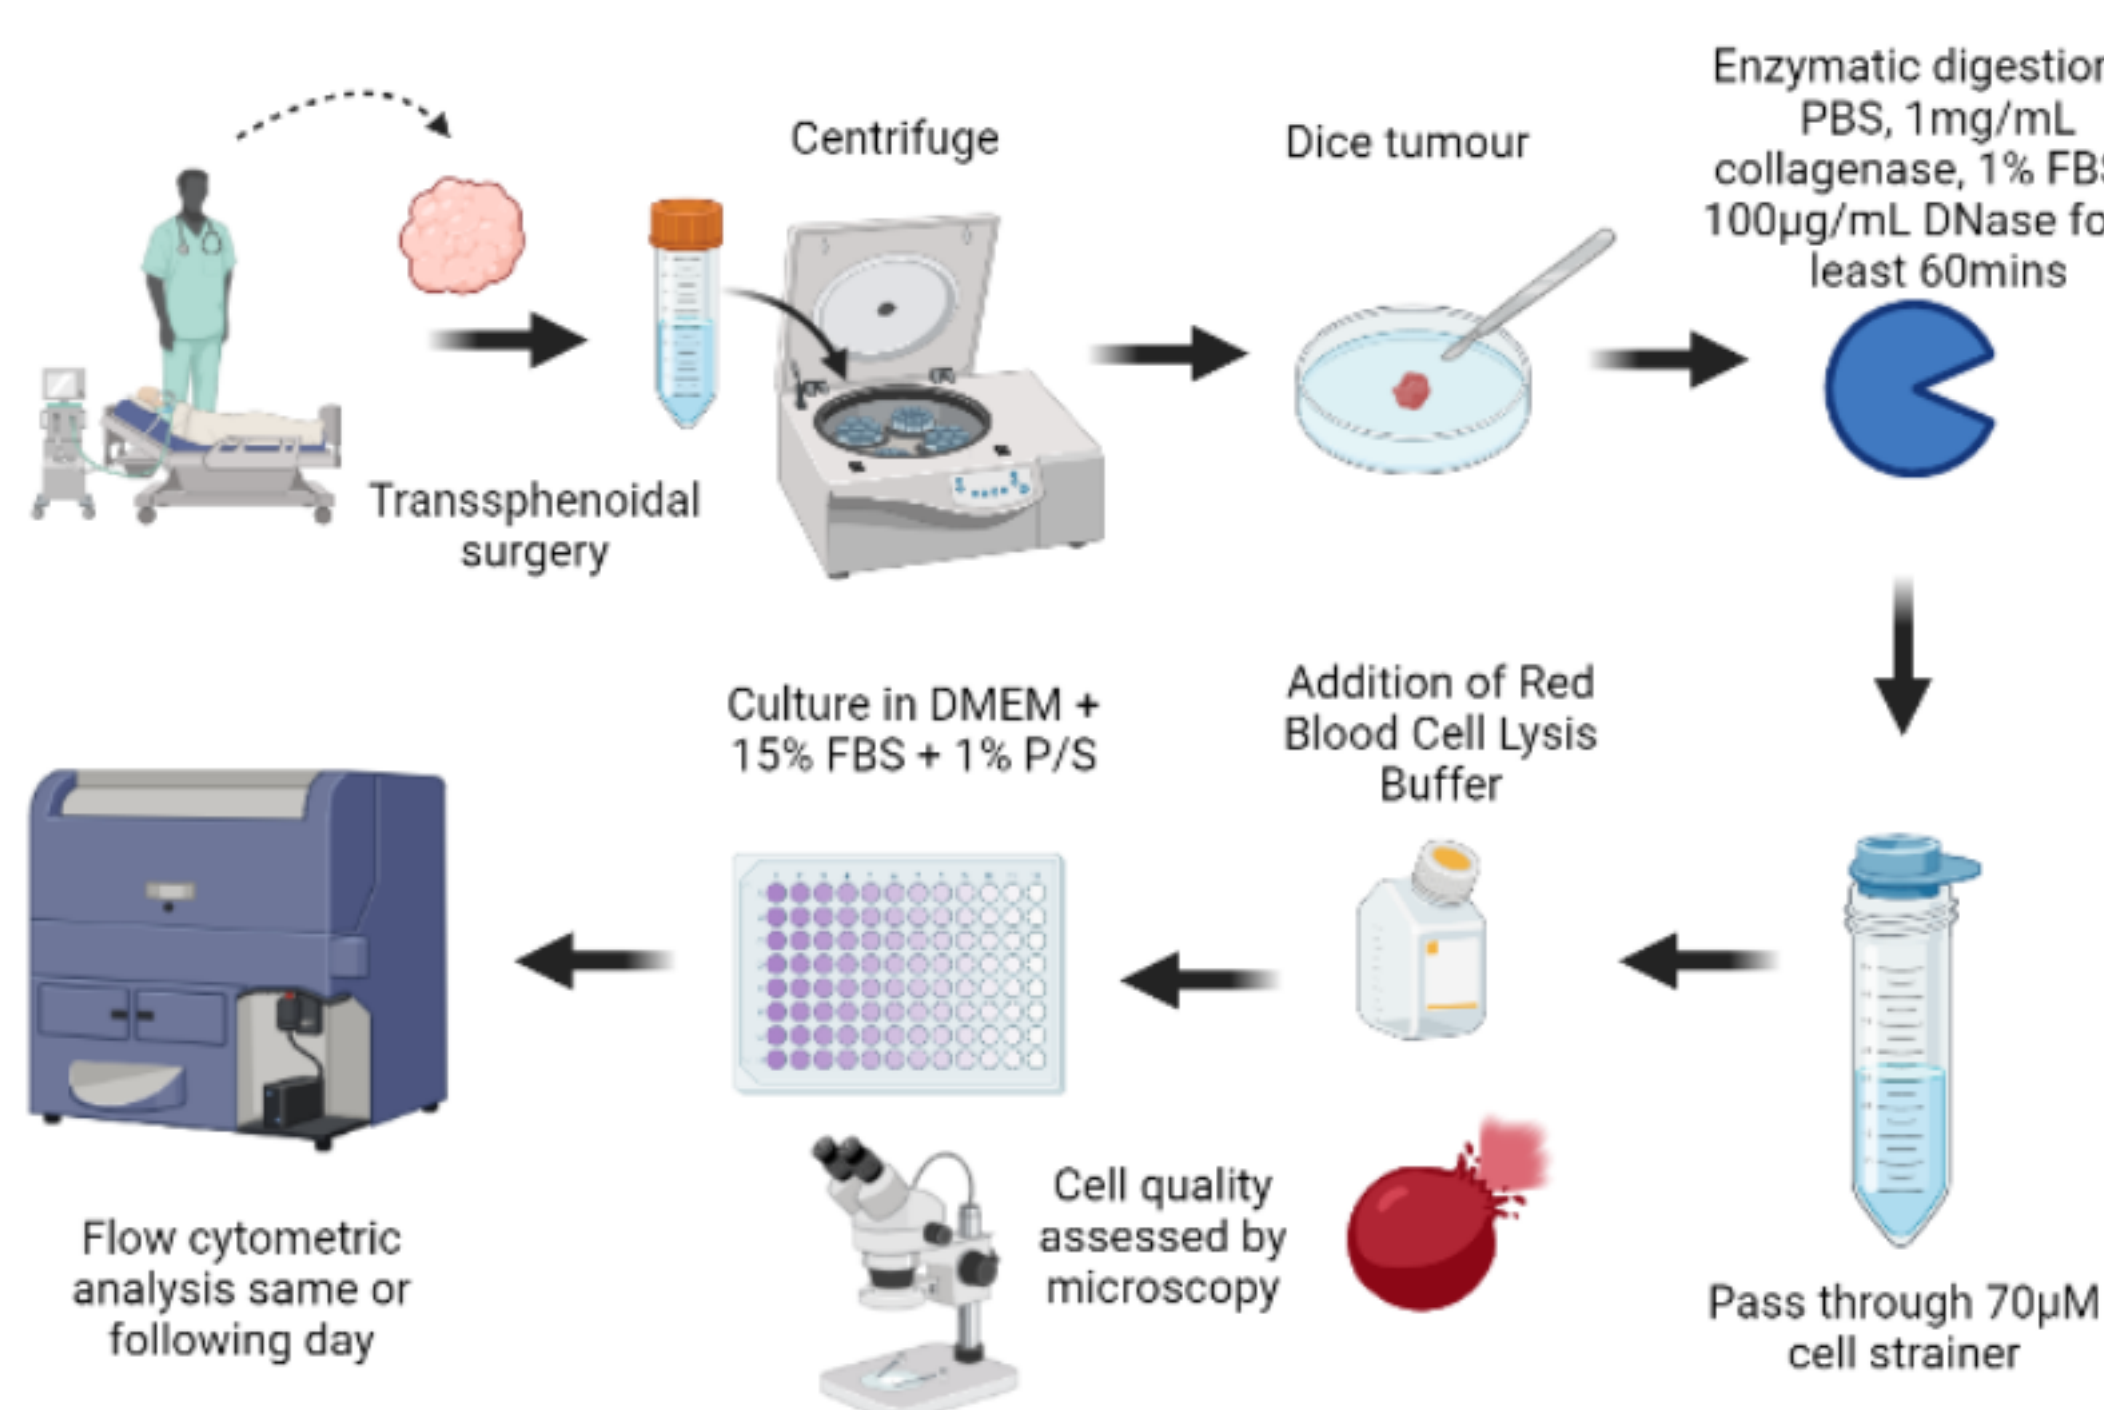 Centrifuge
Dice tumour
Enzymatic digestion
PBS, 1mg/mL
collagenase, 1% FBS
100µg/mL DNase fo
least 60mins
Transsphenoidal
surgery
Culture in DMEM +
15% FBS + 1% P/S
Addition of Red
Blood Cell Lysis
Buffer
Cell quality
assessed by
microscopy
Flow cytometric
analysis same or
following day
Pass through 70µM
cell strainer